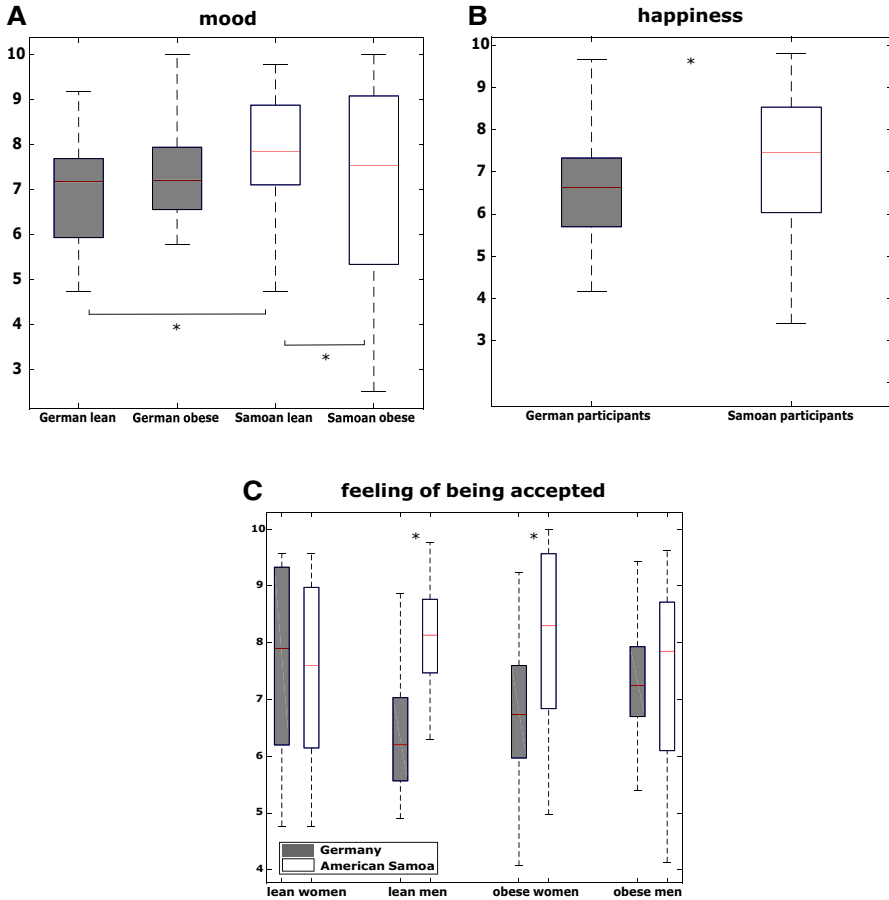 A
mood
10
9
8
7
6
5
4
3
*
*
German lean German obese Samoan lean Samoan obese
B
happiness
10
9
8
7
6
5
4
3
*
German participants Samoan participants
C
feeling of being accepted
10
9
8
7
6
5
4
*
*
Germany
American Samoa
lean women lean men obese women obese men